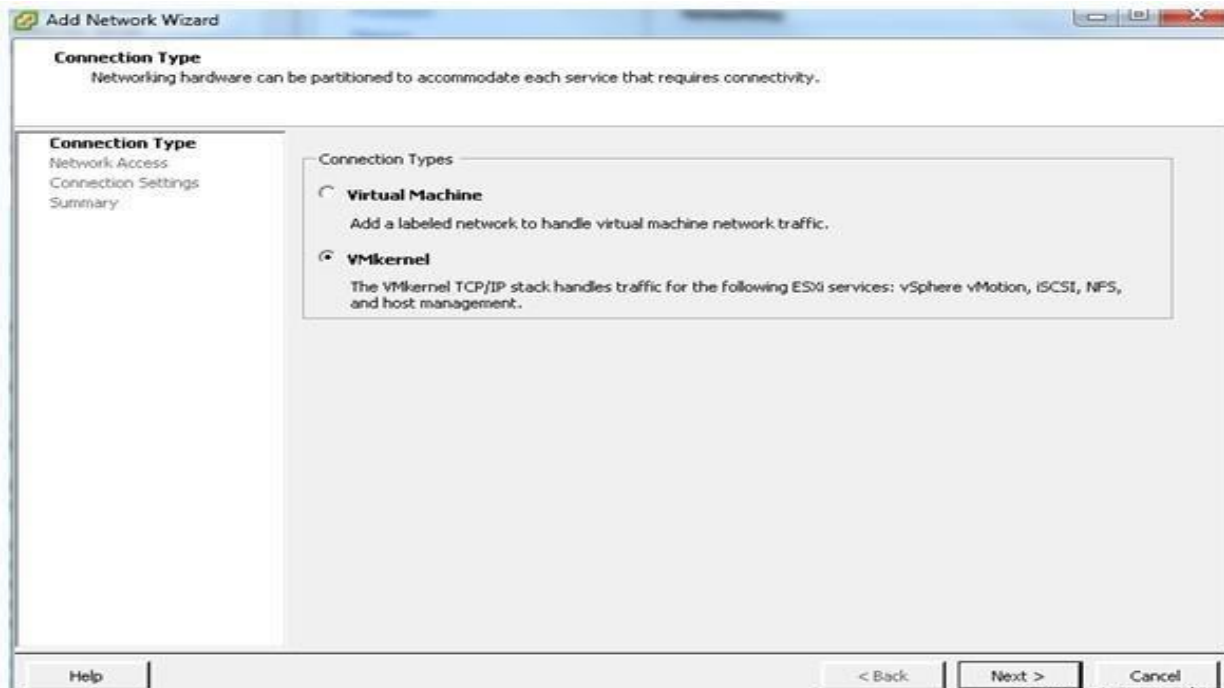 Add Network Wizard
Connection Type
Networking hardware can be partitioned to accommodate each service that requires connectivity.
Connection Type
Network Access
Connection Settings
Summary
Connection Types
Virtual Machine
Add a labeled network to handle virtual machine network traffic.
VMkernel
The VMkernel TCP/IP stack handles traffic for the following ESXi services: vSphere vMotion, iSCSI, NFS,
and host management.
Help
< Back
Next >
Cancel